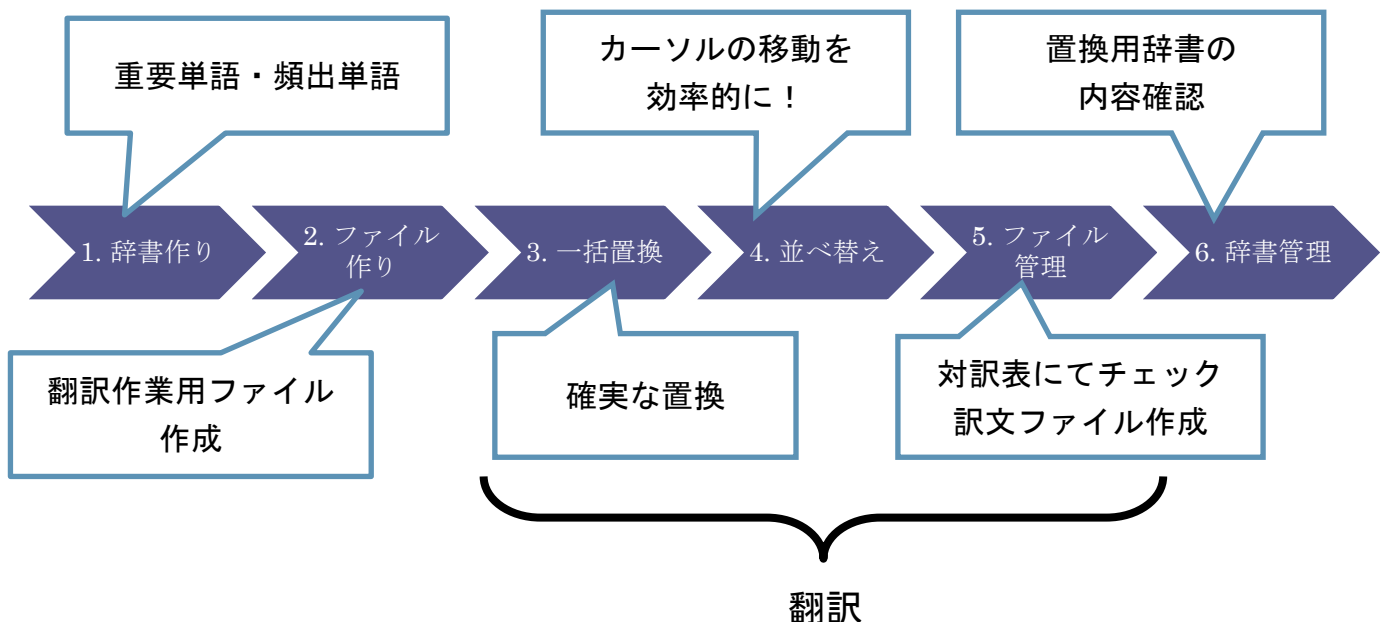 重要単語・頻出単語
カーソルの移動を
効率的に！
置換用辞書の
内容確認
1. 辞書作り
2. ファイル
作り
3. 一括置換
4. 並べ替え
5. ファイル
管理
6. 辞書管理
翻訳作業用ファイル
作成
確実な置換
対訳表にてチェック
訳文ファイル作成
翻訳